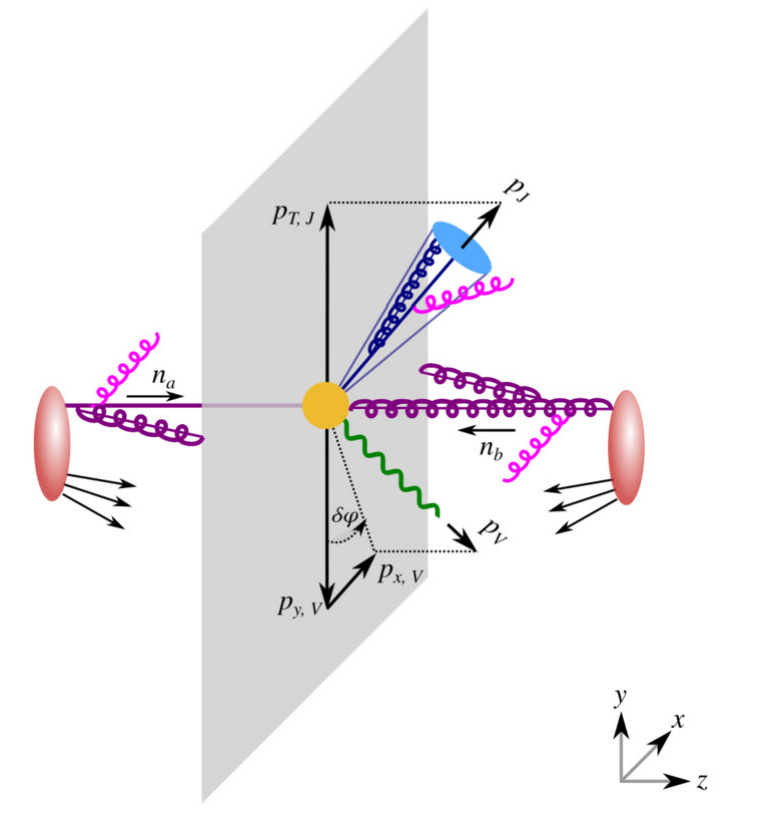 p_J
p_{T, J}
n_a
n_b
δφ
p_V
p_{x, V}
p_{y, V}
y
x
z